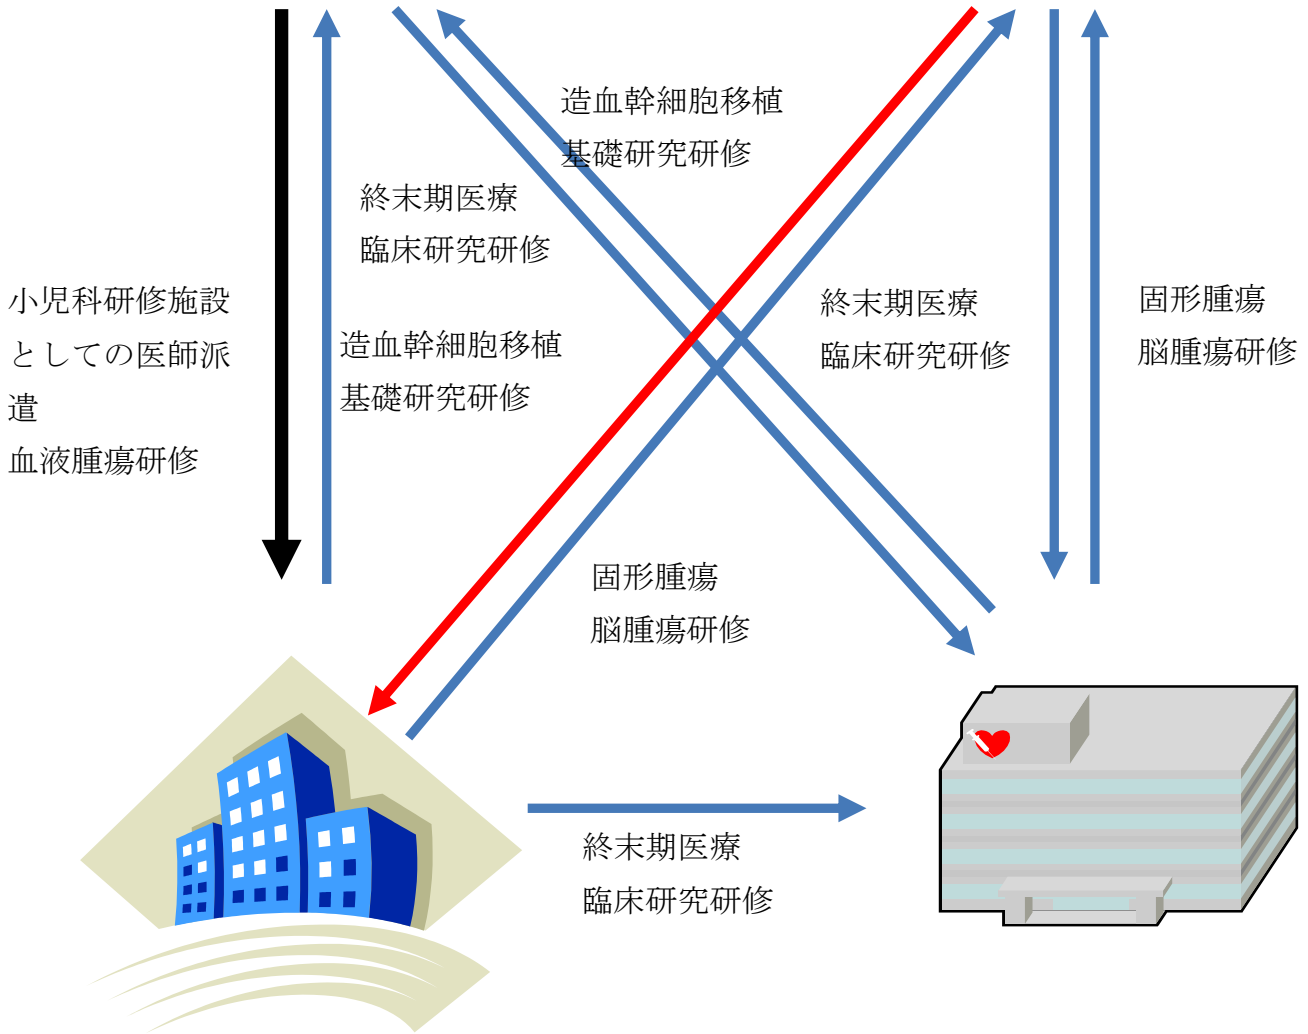 造血幹細胞移植
基礎研究研修
終末期医療
臨床研究研修
小児科研修施設
としての医師派
遣
血液腫瘍研修
造血幹細胞移植
基礎研究研修
終末期医療
臨床研究研修
固形腫瘍
脳腫瘍研修
固形腫瘍
脳腫瘍研修
終末期医療
臨床研究研修